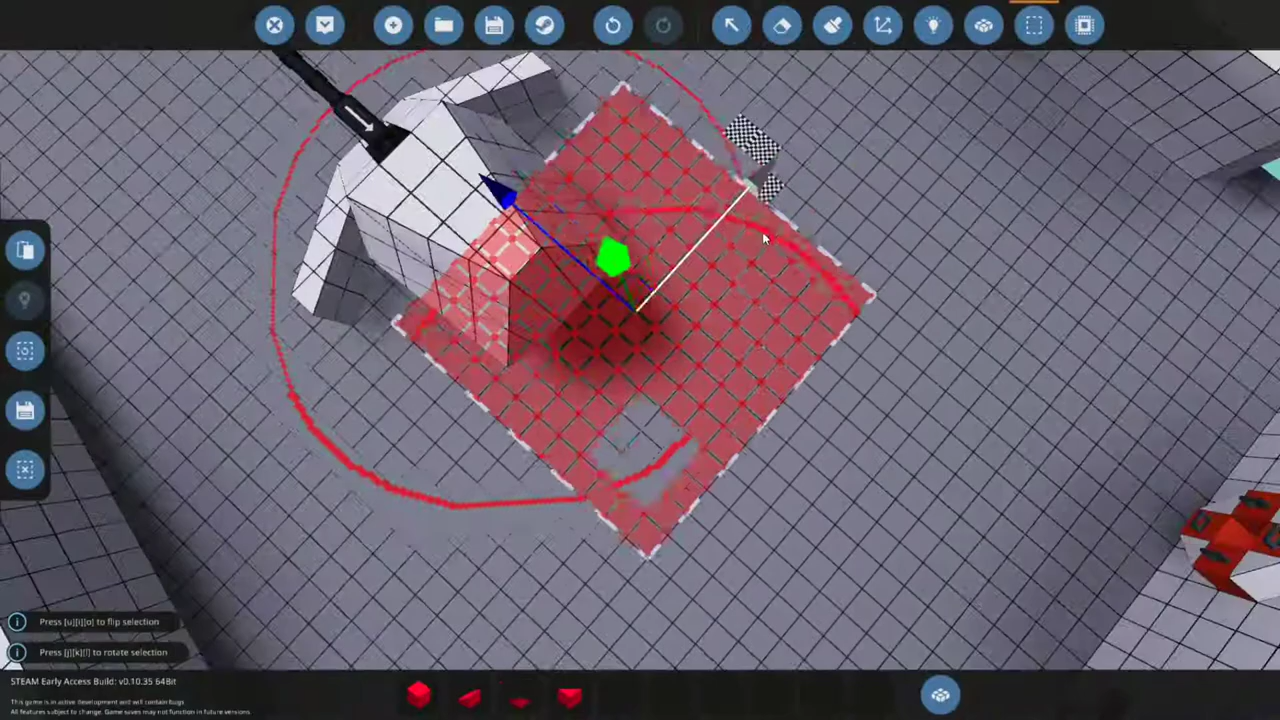 Press [u][i][o] to flip selection
Press [j][k][l] to rotate selection
STEAM Early Access Build: v0.10.35 64Bit
This game is in active development and will contain bugs
All features subject to change. Game saves may not function in future versions